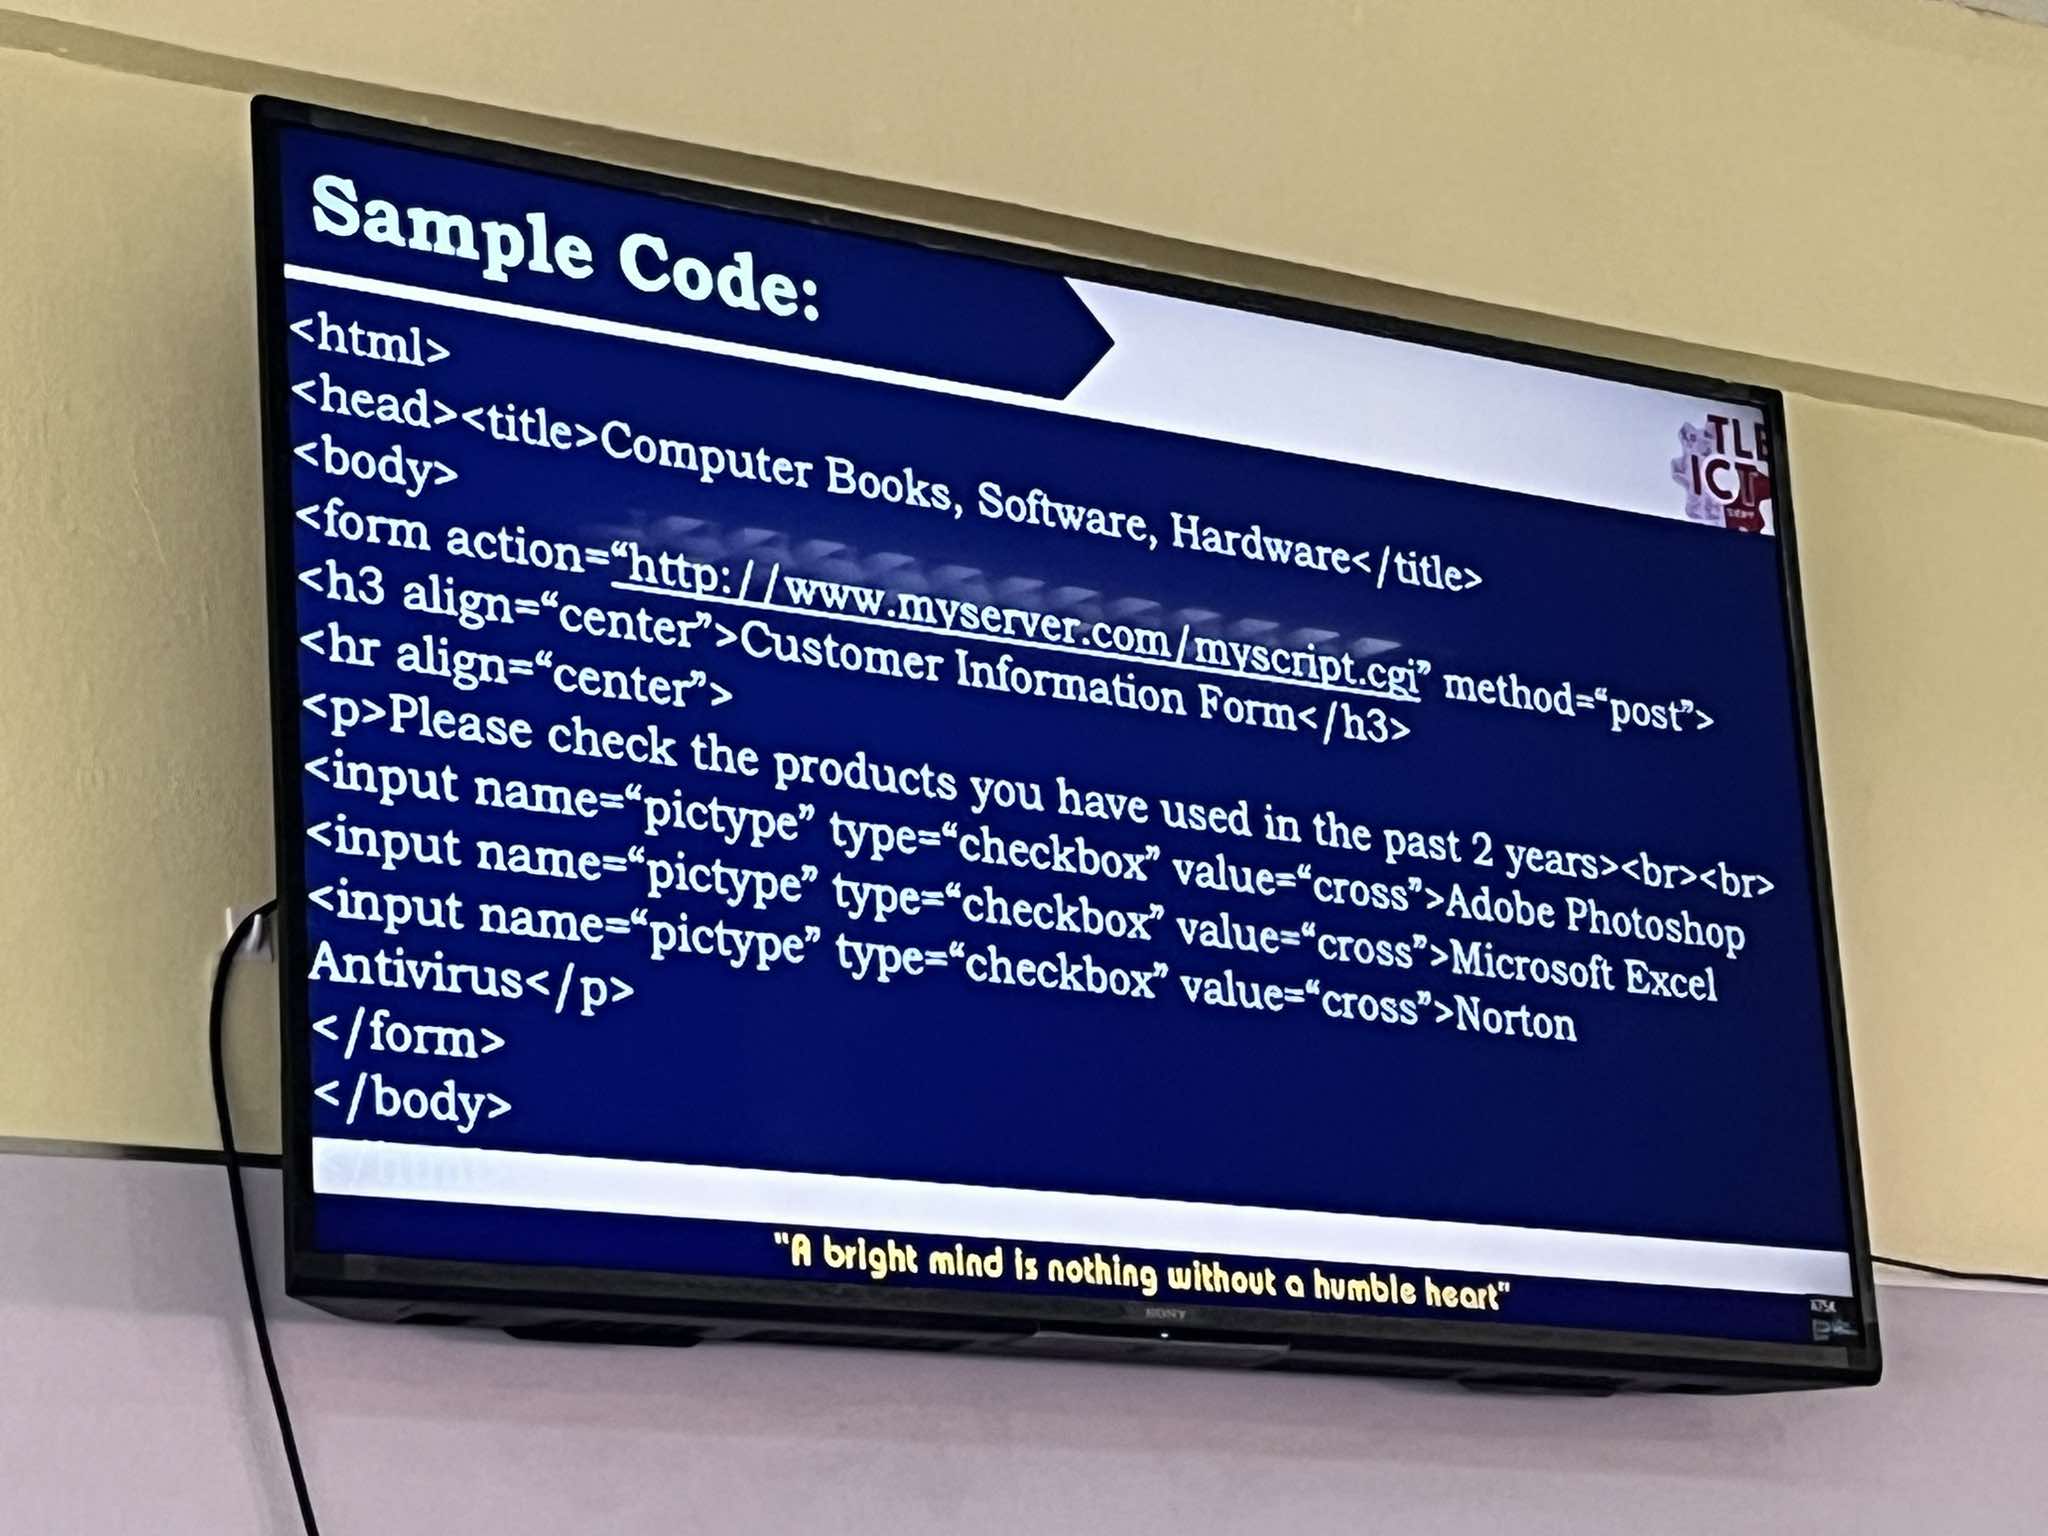 Sample Code:
TLE
ICT
<html>
<head><title>Computer Books, Software, Hardware</title>
<body>
<form action=“http://www.myserver.com/myscript.cgi” method=“post”>
<h3 align=“center”>Customer Information Form</h3>
<hr align=“center”>
<p>Please check the products you have used in the past 2 years><br><br>
<input name=“pictype” type=“checkbox” value=“cross”>Adobe Photoshop
<input name=“pictype” type=“checkbox” value=“cross”>Microsoft Excel
<input name=“pictype” type=“checkbox” value=“cross”>Norton
Antivirus</p>
</form>
</body>
"A bright mind is nothing without a humble heart"
SONY